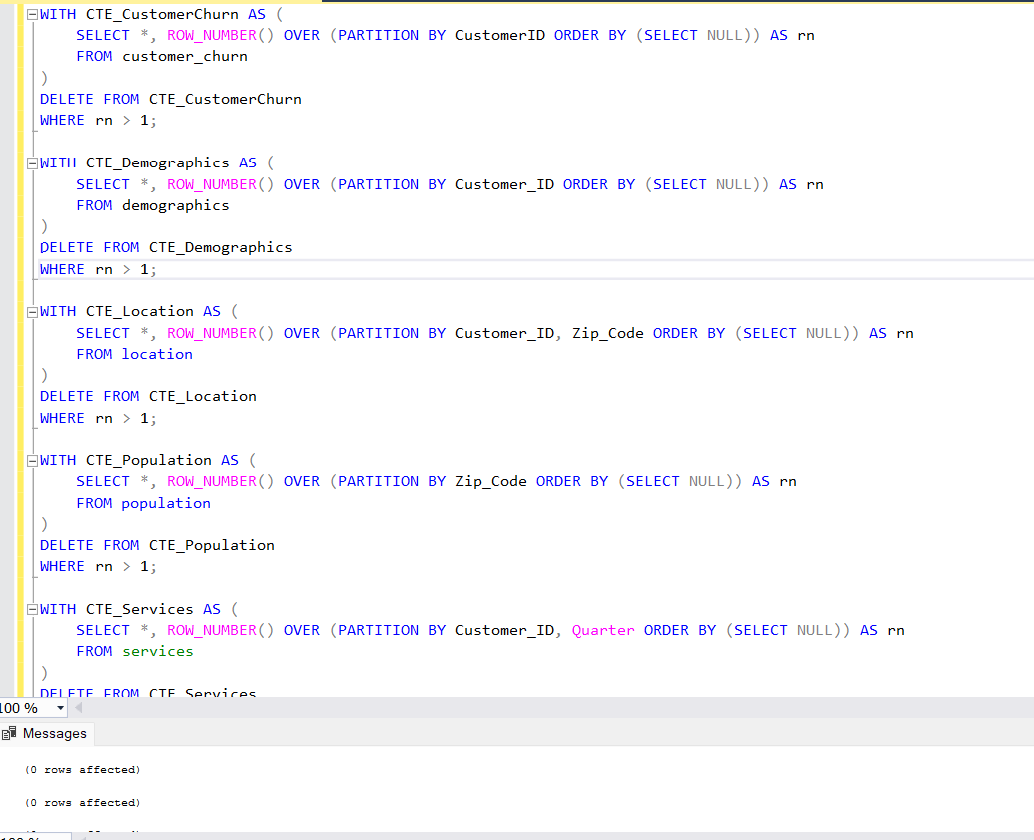 WITH CTE_CustomerChurn AS (
    SELECT *, ROW_NUMBER() OVER (PARTITION BY CustomerID ORDER BY (SELECT NULL)) AS rn
    FROM customer_churn
)
DELETE FROM CTE_CustomerChurn
WHERE rn > 1;
WITH CTE_Demographics AS (
    SELECT *, ROW_NUMBER() OVER (PARTITION BY Customer_ID ORDER BY (SELECT NULL)) AS rn
    FROM demographics
)
DELETE FROM CTE_Demographics
WHERE rn > 1;
WITH CTE_Location AS (
    SELECT *, ROW_NUMBER() OVER (PARTITION BY Customer_ID, Zip_Code ORDER BY (SELECT NULL)) AS rn
    FROM location
)
DELETE FROM CTE_Location
WHERE rn > 1;
WITH CTE_Population AS (
    SELECT *, ROW_NUMBER() OVER (PARTITION BY Zip_Code ORDER BY (SELECT NULL)) AS rn
    FROM population
)
DELETE FROM CTE_Population
WHERE rn > 1;
WITH CTE_Services AS (
    SELECT *, ROW_NUMBER() OVER (PARTITION BY Customer_ID, Quarter ORDER BY (SELECT NULL)) AS rn
    FROM services
)
DELETE FROM CTE_Services
100 %
Messages
(0 rows affected)
(0 rows affected)